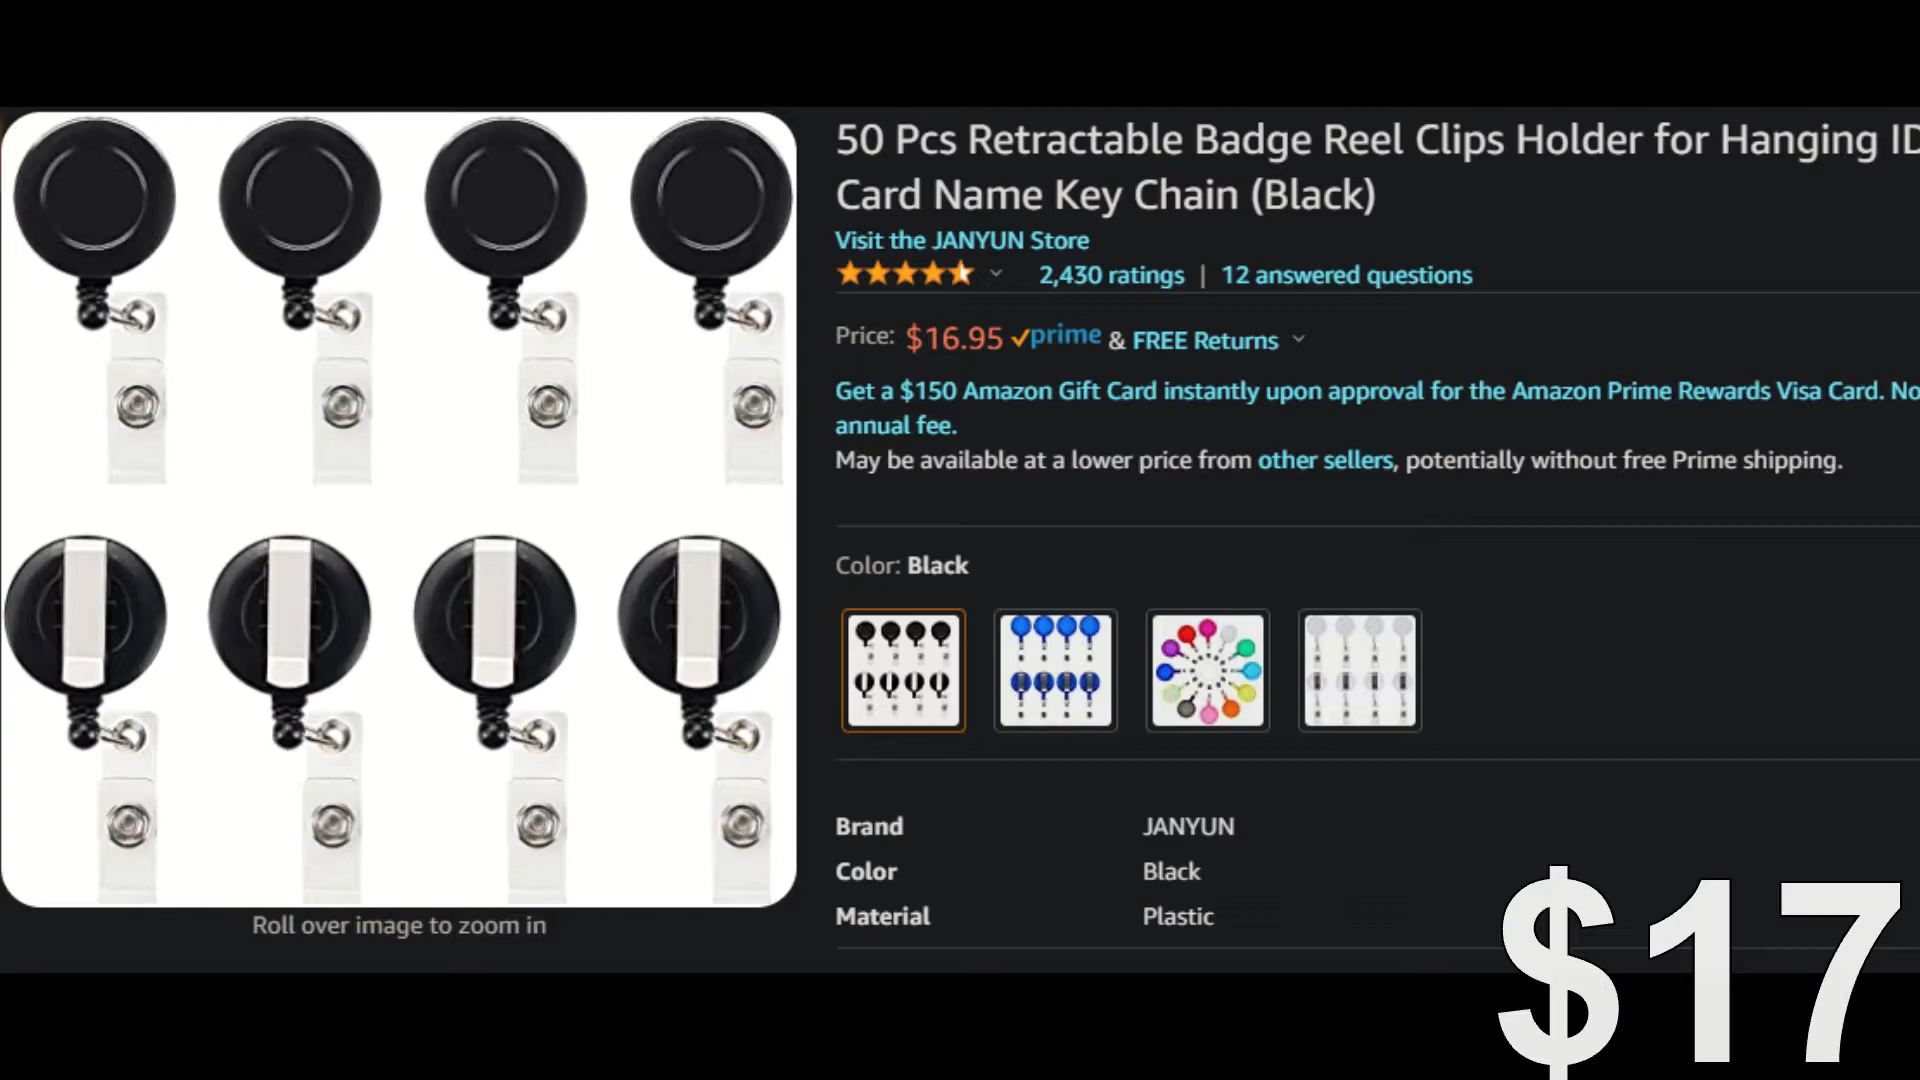 50 Pcs Retractable Badge Reel Clips Holder for Hanging ID
Card Name Key Chain (Black)
Visit the JANYUN Store
2,430 ratings | 12 answered questions
Price: $16.95 prime & FREE Returns
Get a $150 Amazon Gift Card instantly upon approval for the Amazon Prime Rewards Visa Card. No
annual fee.
May be available at a lower price from other sellers, potentially without free Prime shipping.
Color: Black
Brand JANYUN
Color Black
Material Plastic
Roll over image to zoom in
$17